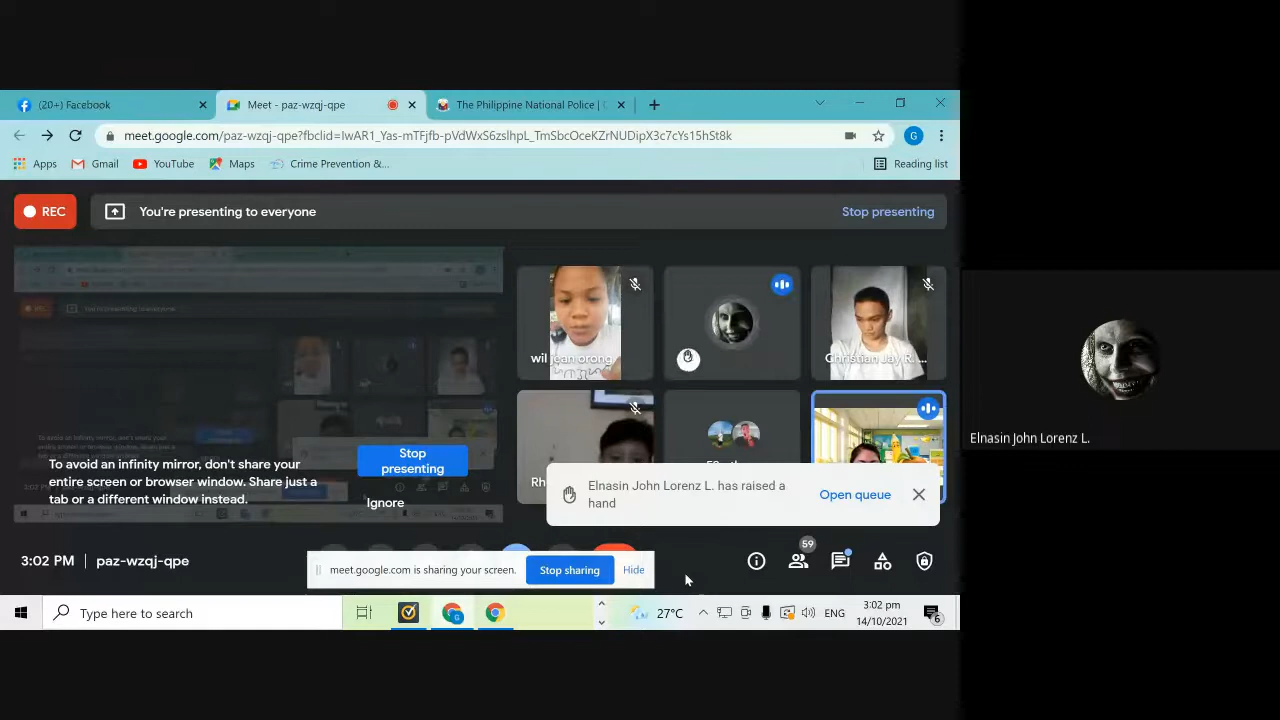 (20+) Facebook
Meet - paz-wzqj-qpe
The Philippine National Police |
meet.google.com/paz-wzqj-qpe?fbclid=IwAR1_Yas-mTFjfb-pVdWxS6zslhpL_TmSbcOceKZrNUDipX3c7cYs15hSt8k
Apps
Gmail
YouTube
Maps
Crime Prevention &...
Reading list
REC
You're presenting to everyone
Stop presenting
wil jean orong
Christian Jay R. ...
To avoid an infinity mirror, don't share your
entire screen or browser window. Share just a
tab or a different window instead.
Stop
presenting
Ignore
Elnasin John Lorenz L. has raised a
hand
Open queue
Elnasin John Lorenz L.
3:02 PM | paz-wzqj-qpe
meet.google.com is sharing your screen.
Stop sharing
Hide
59
Type here to search
27°C
ENG
3:02 pm
14/10/2021
6